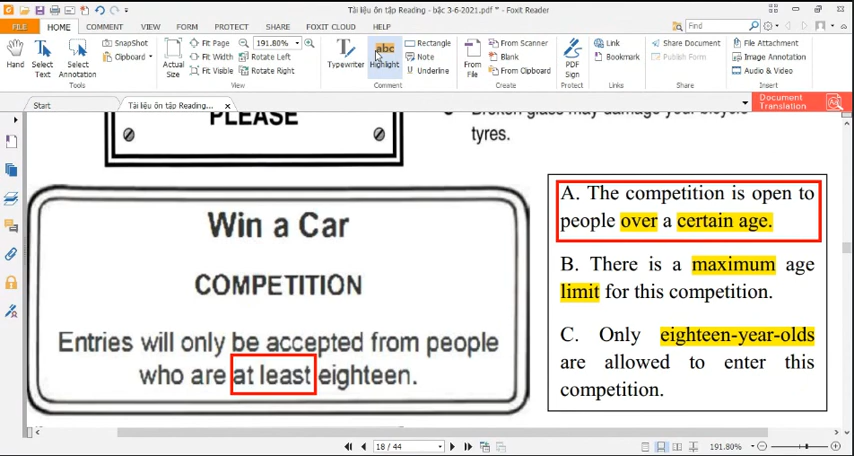 Tài liệu ôn tập Reading - bậc 3-6-2021.pdf * - Foxit Reader
FILE HOME COMMENT VIEW FORM PROTECT SHARE FOXIT CLOUD HELP
Find
Hand
Select Text
Select Annotation
SnapShot
Clipboard
Tools
Actual Size
Fit Page
Fit Width
Fit Visible
191.80%
Rotate Left
Rotate Right
View
Typewriter
abc
Highlight
Rectangle
Note
Underline
Comment
From File
From Scanner
Blank
From Clipboard
Create
PDF Sign
Protect
Link
Bookmark
Links
Share Document
Publish Form
Share
File Attachment
Image Annotation
Audio & Video
Insert
Start
Tài liệu ôn tập Reading...
Document Translation
PLEASE
Broken glass may damage your bicycle
tyres.
Win a Car
COMPETITION
Entries will only be accepted from people
who are at least eighteen.
A. The competition is open to
people over a certain age.
B. There is a maximum age
limit for this competition.
C. Only eighteen-year-olds
are allowed to enter this
competition.
18 / 44
191.80%